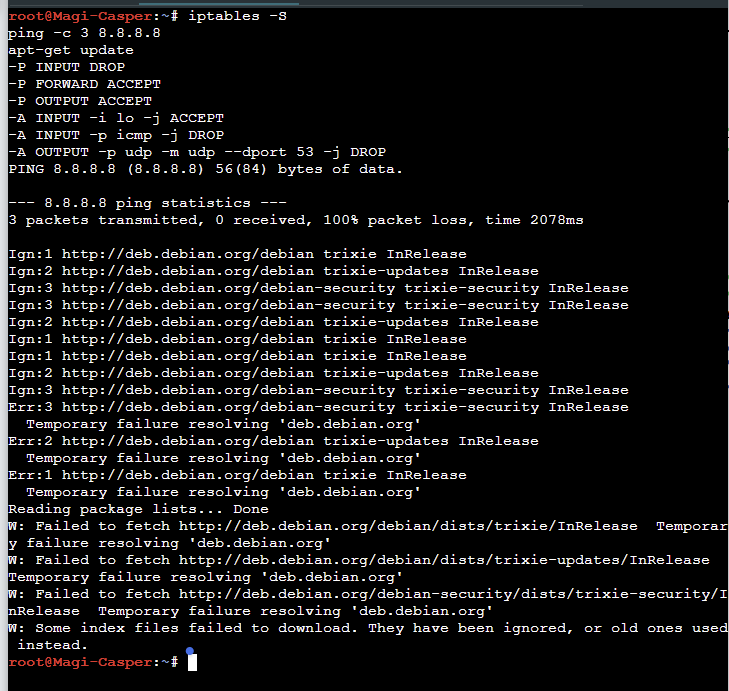 root@Magi-Casper:~# iptables -S
ping -c 3 8.8.8.8
apt-get update
-P INPUT DROP
-P FORWARD ACCEPT
-P OUTPUT ACCEPT
-A INPUT -i lo -j ACCEPT
-A INPUT -p icmp -j DROP
-A OUTPUT -p udp -m udp --dport 53 -j DROP
PING 8.8.8.8 (8.8.8.8) 56(84) bytes of data.

--- 8.8.8.8 ping statistics ---
3 packets transmitted, 0 received, 100% packet loss, time 2078ms

Ign:1 http://deb.debian.org/debian trixie InRelease
Ign:2 http://deb.debian.org/debian trixie-updates InRelease
Ign:3 http://deb.debian.org/debian-security trixie-security InRelease
Ign:3 http://deb.debian.org/debian-security trixie-security InRelease
Ign:2 http://deb.debian.org/debian trixie-updates InRelease
Ign:1 http://deb.debian.org/debian trixie InRelease
Ign:1 http://deb.debian.org/debian trixie InRelease
Ign:2 http://deb.debian.org/debian trixie-updates InRelease
Ign:3 http://deb.debian.org/debian-security trixie-security InRelease
Err:3 http://deb.debian.org/debian-security trixie-security InRelease
  Temporary failure resolving 'deb.debian.org'
Err:2 http://deb.debian.org/debian trixie-updates InRelease
  Temporary failure resolving 'deb.debian.org'
Err:1 http://deb.debian.org/debian trixie InRelease
  Temporary failure resolving 'deb.debian.org'
Reading package lists... Done
W: Failed to fetch http://deb.debian.org/debian/dists/trixie/InRelease  Temporar
y failure resolving 'deb.debian.org'
W: Failed to fetch http://deb.debian.org/debian/dists/trixie-updates/InRelease
Temporary failure resolving 'deb.debian.org'
W: Failed to fetch http://deb.debian.org/debian-security/dists/trixie-security/I
nRelease  Temporary failure resolving 'deb.debian.org'
W: Some index files failed to download. They have been ignored, or old ones used
 instead.
root@Magi-Casper:~#